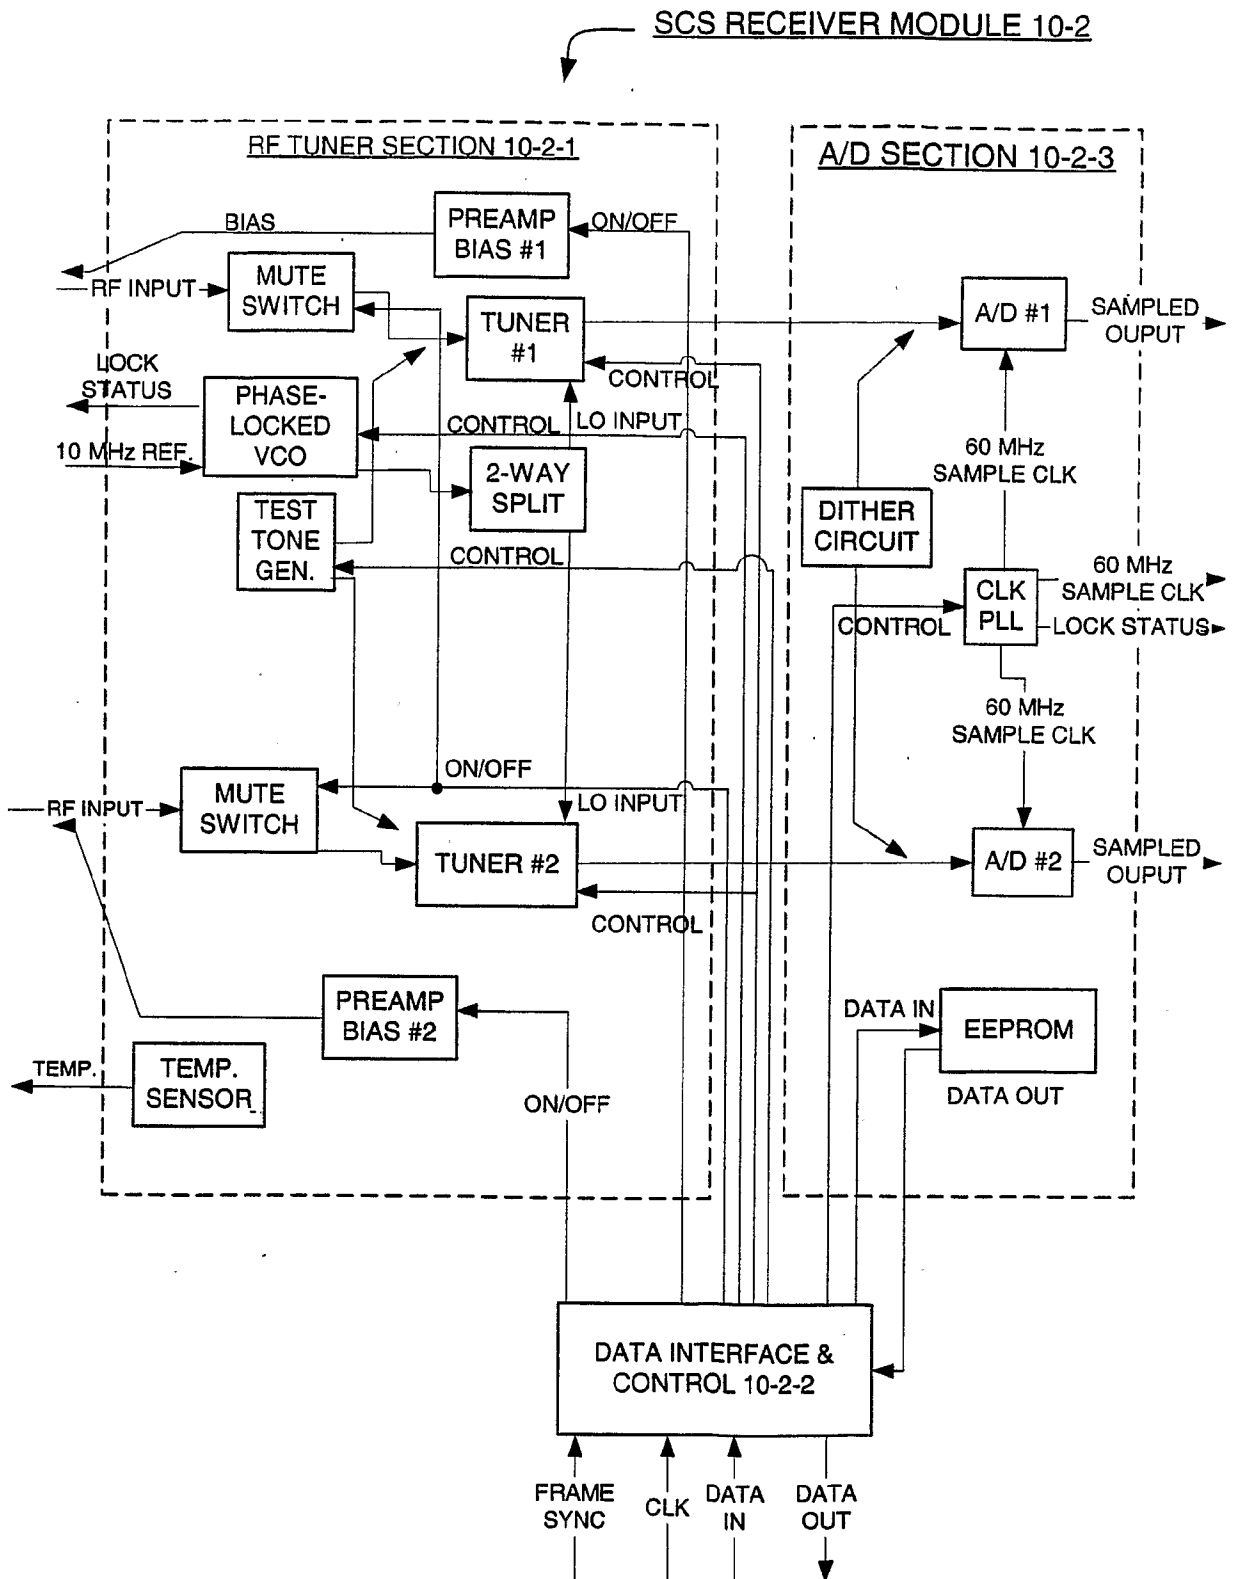 SCS RECEIVER MODULE 10-2
RF TUNER SECTION 10-2-1
A/D SECTION 10-2-3
BIAS
PREAMP
BIAS #1
ON/OFF
RF INPUT
MUTE
SWITCH
TUNER
#1
A/D #1
SAMPLED
OUPUT
LOCK
STATUS
PHASE-
LOCKED
VCO
CONTROL
CONTROL
LO INPUT
10 MHz REF.
2-WAY
SPLIT
60 MHz
SAMPLE CLK
TEST
TONE
GEN.
CONTROL
DITHER
CIRCUIT
CLK
PLL
60 MHz
SAMPLE CLK
CONTROL
LOCK STATUS
60 MHz
SAMPLE CLK
RF INPUT
MUTE
SWITCH
ON/OFF
LO INPUT
TUNER #2
A/D #2
SAMPLED
OUPUT
CONTROL
PREAMP
BIAS #2
DATA IN
EEPROM
DATA OUT
TEMP.
TEMP.
SENSOR
ON/OFF
DATA INTERFACE &
CONTROL 10-2-2
FRAME
SYNC
CLK
DATA
IN
DATA
OUT